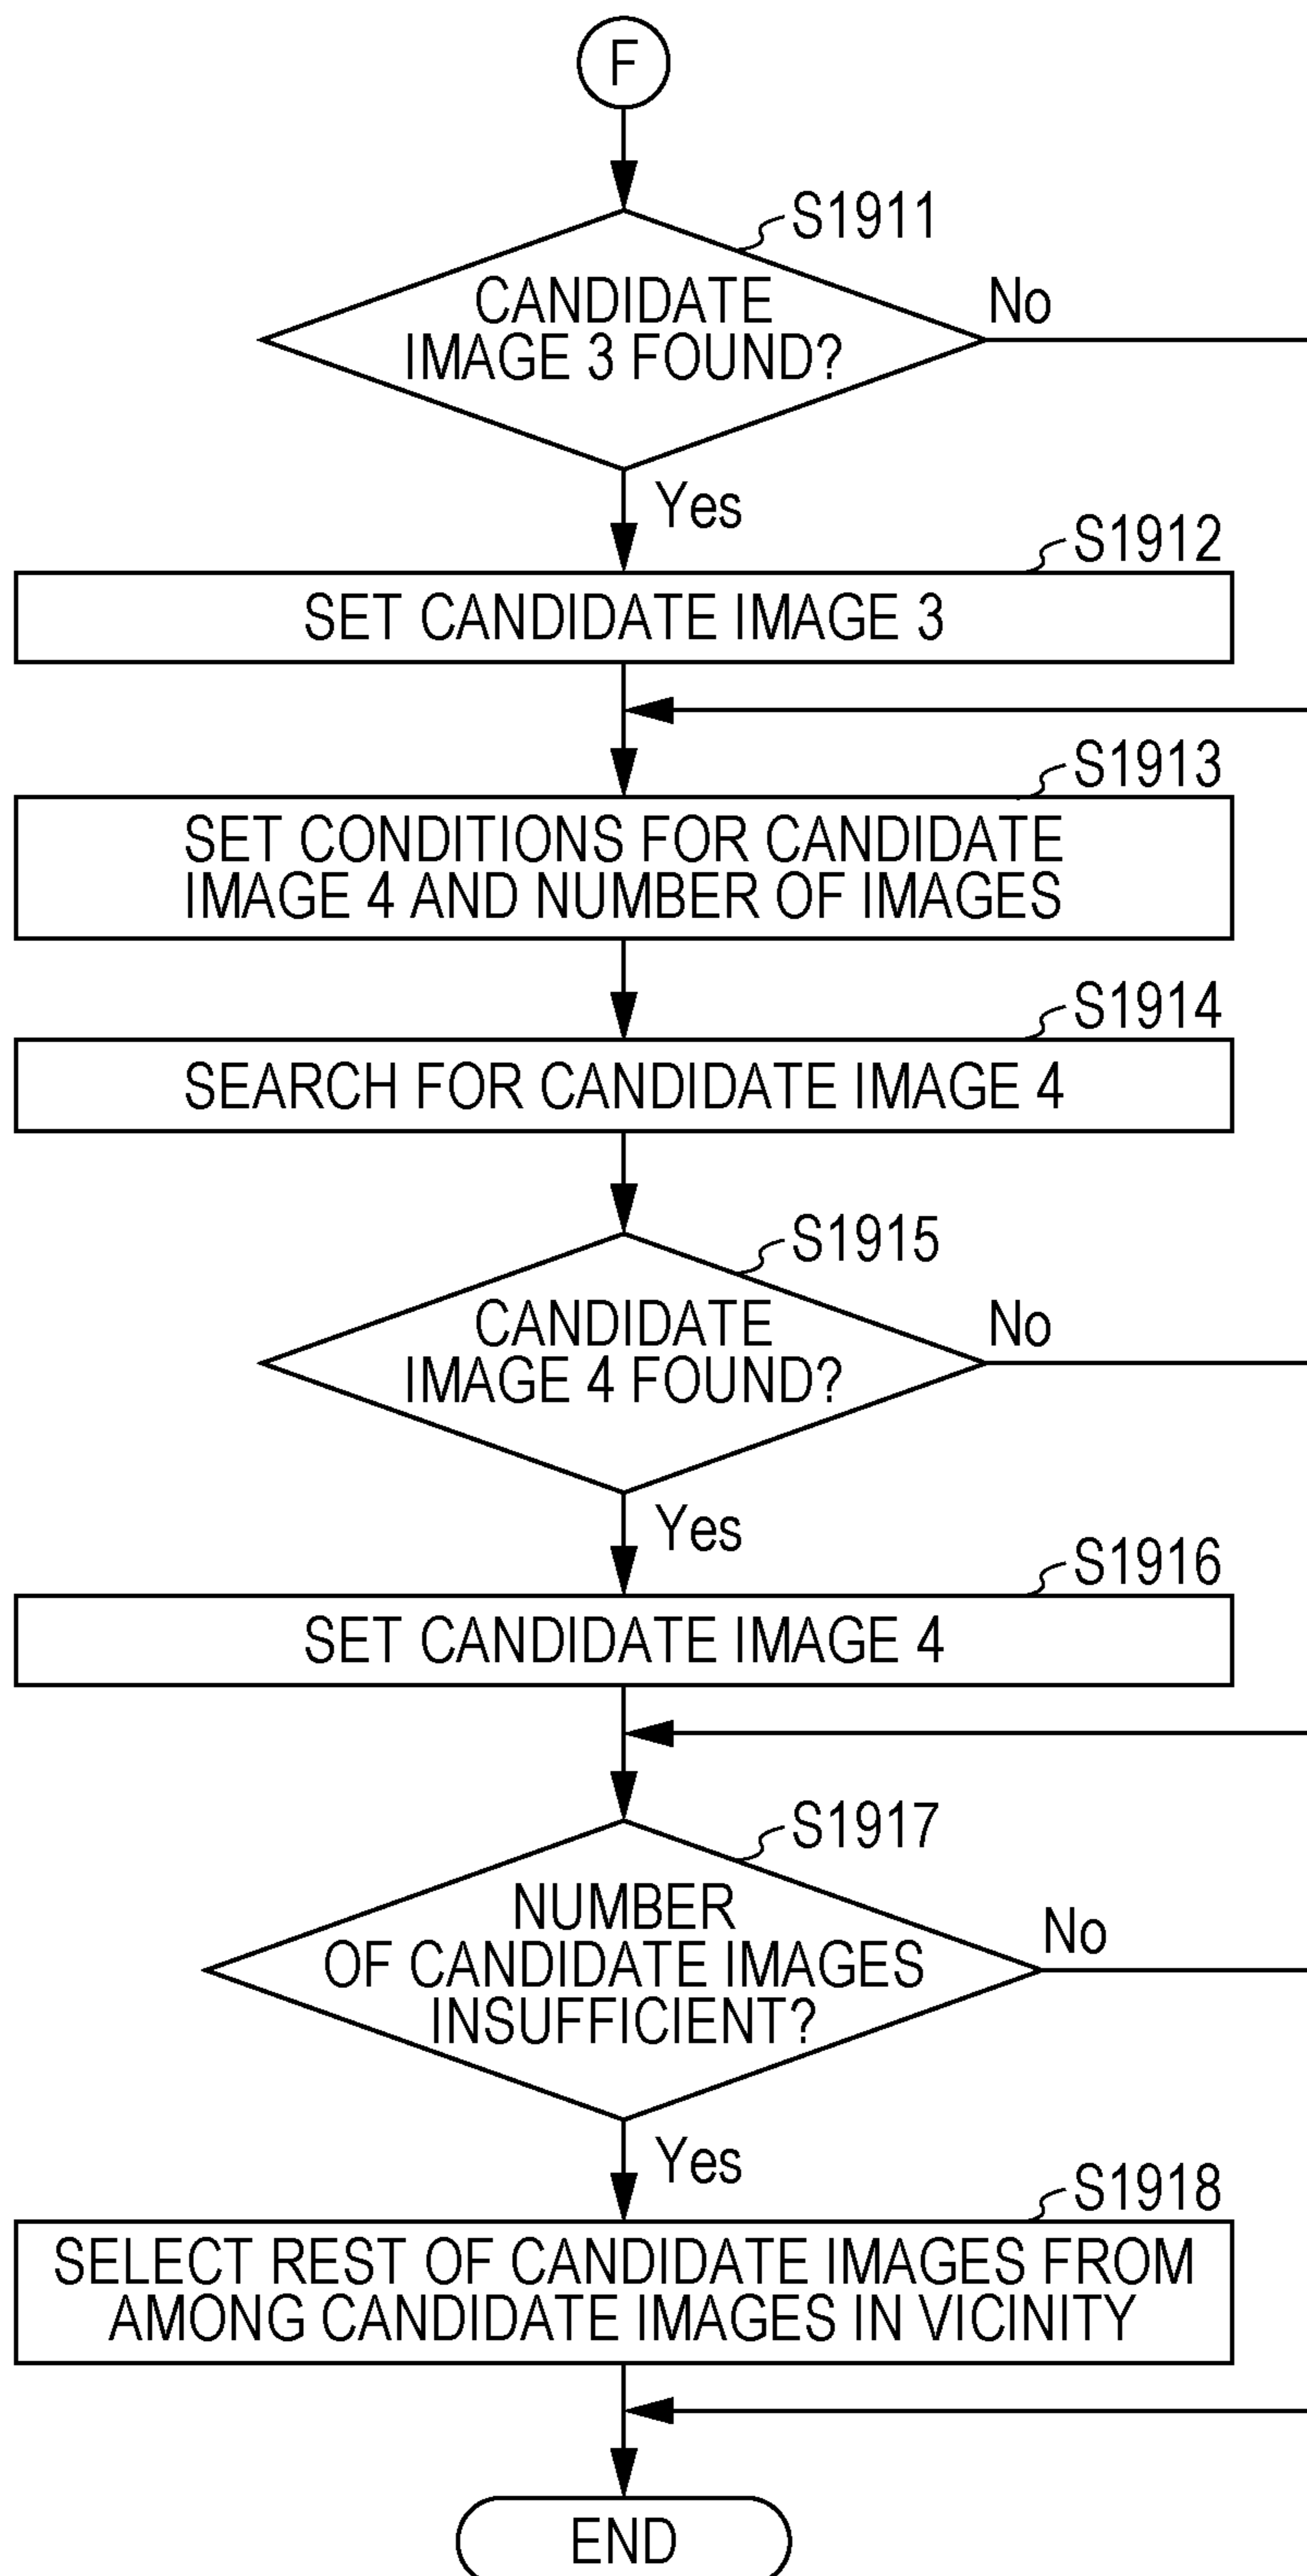 F
S1911
CANDIDATE
IMAGE 3 FOUND?
No
Yes
S1912
SET CANDIDATE IMAGE 3
S1913
SET CONDITIONS FOR CANDIDATE
IMAGE 4 AND NUMBER OF IMAGES
S1914
SEARCH FOR CANDIDATE IMAGE 4
S1915
CANDIDATE
IMAGE 4 FOUND?
No
Yes
S1916
SET CANDIDATE IMAGE 4
S1917
NUMBER
OF CANDIDATE IMAGES
INSUFFICIENT?
No
Yes
S1918
SELECT REST OF CANDIDATE IMAGES FROM
AMONG CANDIDATE IMAGES IN VICINITY
END